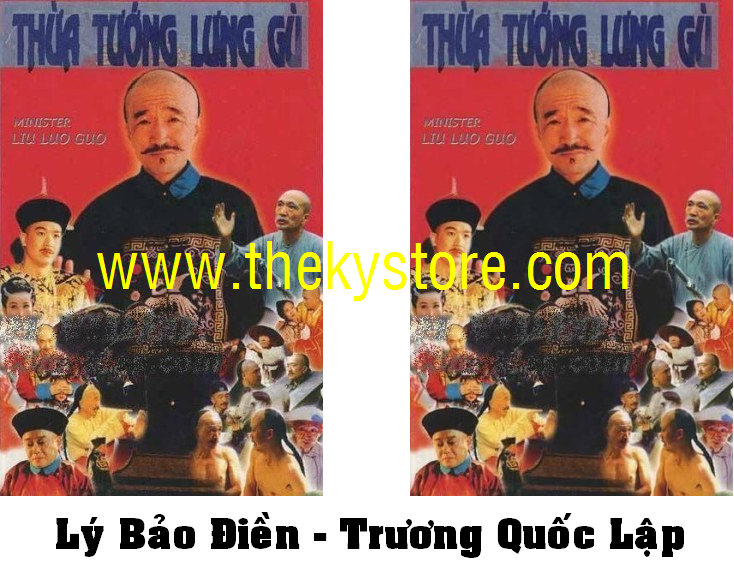 THỪA TƯỚNG LƯNG GÙ
THỪA TƯỚNG LƯNG GÙ
MINISTER
LIU LUO GUO
MINISTER
LIU LUO GUO
www.thekystore.com
Lý Bảo Điền - Trương Quốc Lập